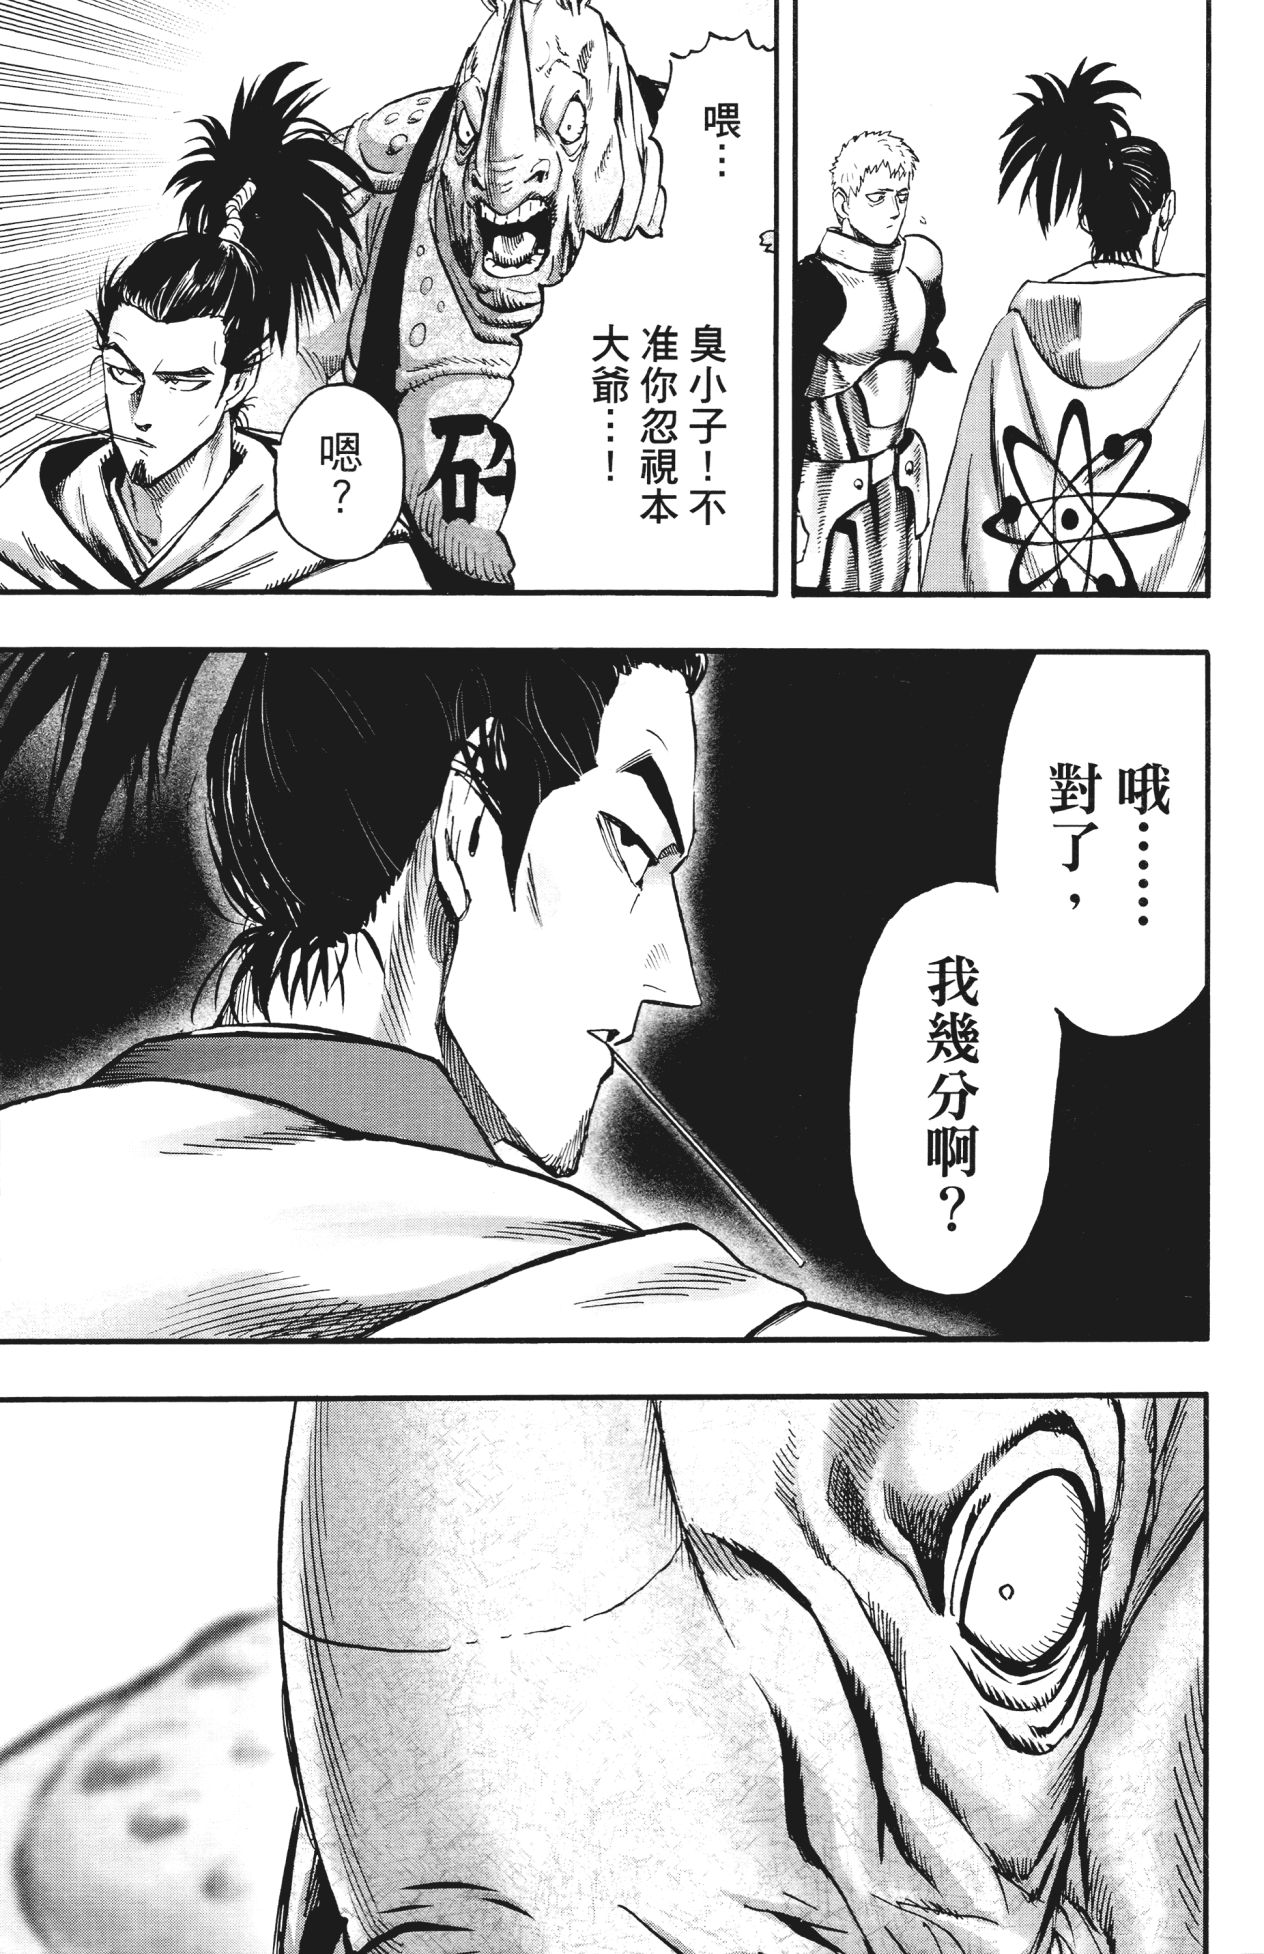 喂…
臭小子！不
准你忽視本
大爺…！
嗯？
哦……
對了，
我幾分啊？